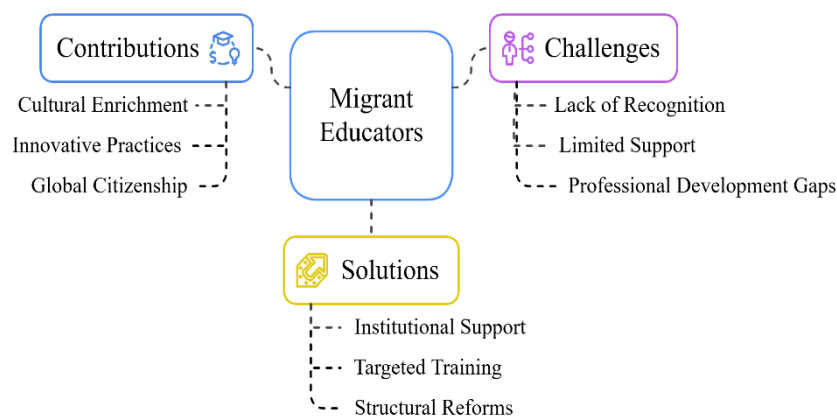 Contributions
Cultural Enrichment
Innovative Practices
Global Citizenship
Migrant
Educators
Challenges
Lack of Recognition
Limited Support
Professional Development Gaps
Solutions
Institutional Support
Targeted Training
Structural Reforms